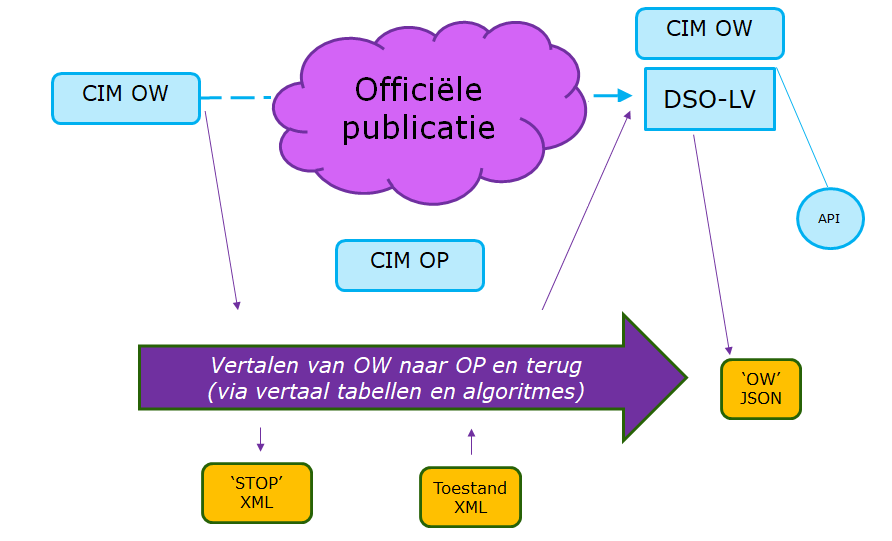 CIM OW
CIM OW
Officiële
publicatie
DSO-LV
API
CIM OP
Vertalen van OW naar OP en terug
(via vertaal tabellen en algoritmes)
‘OW’
JSON
‘STOP’
XML
Toestand
XML